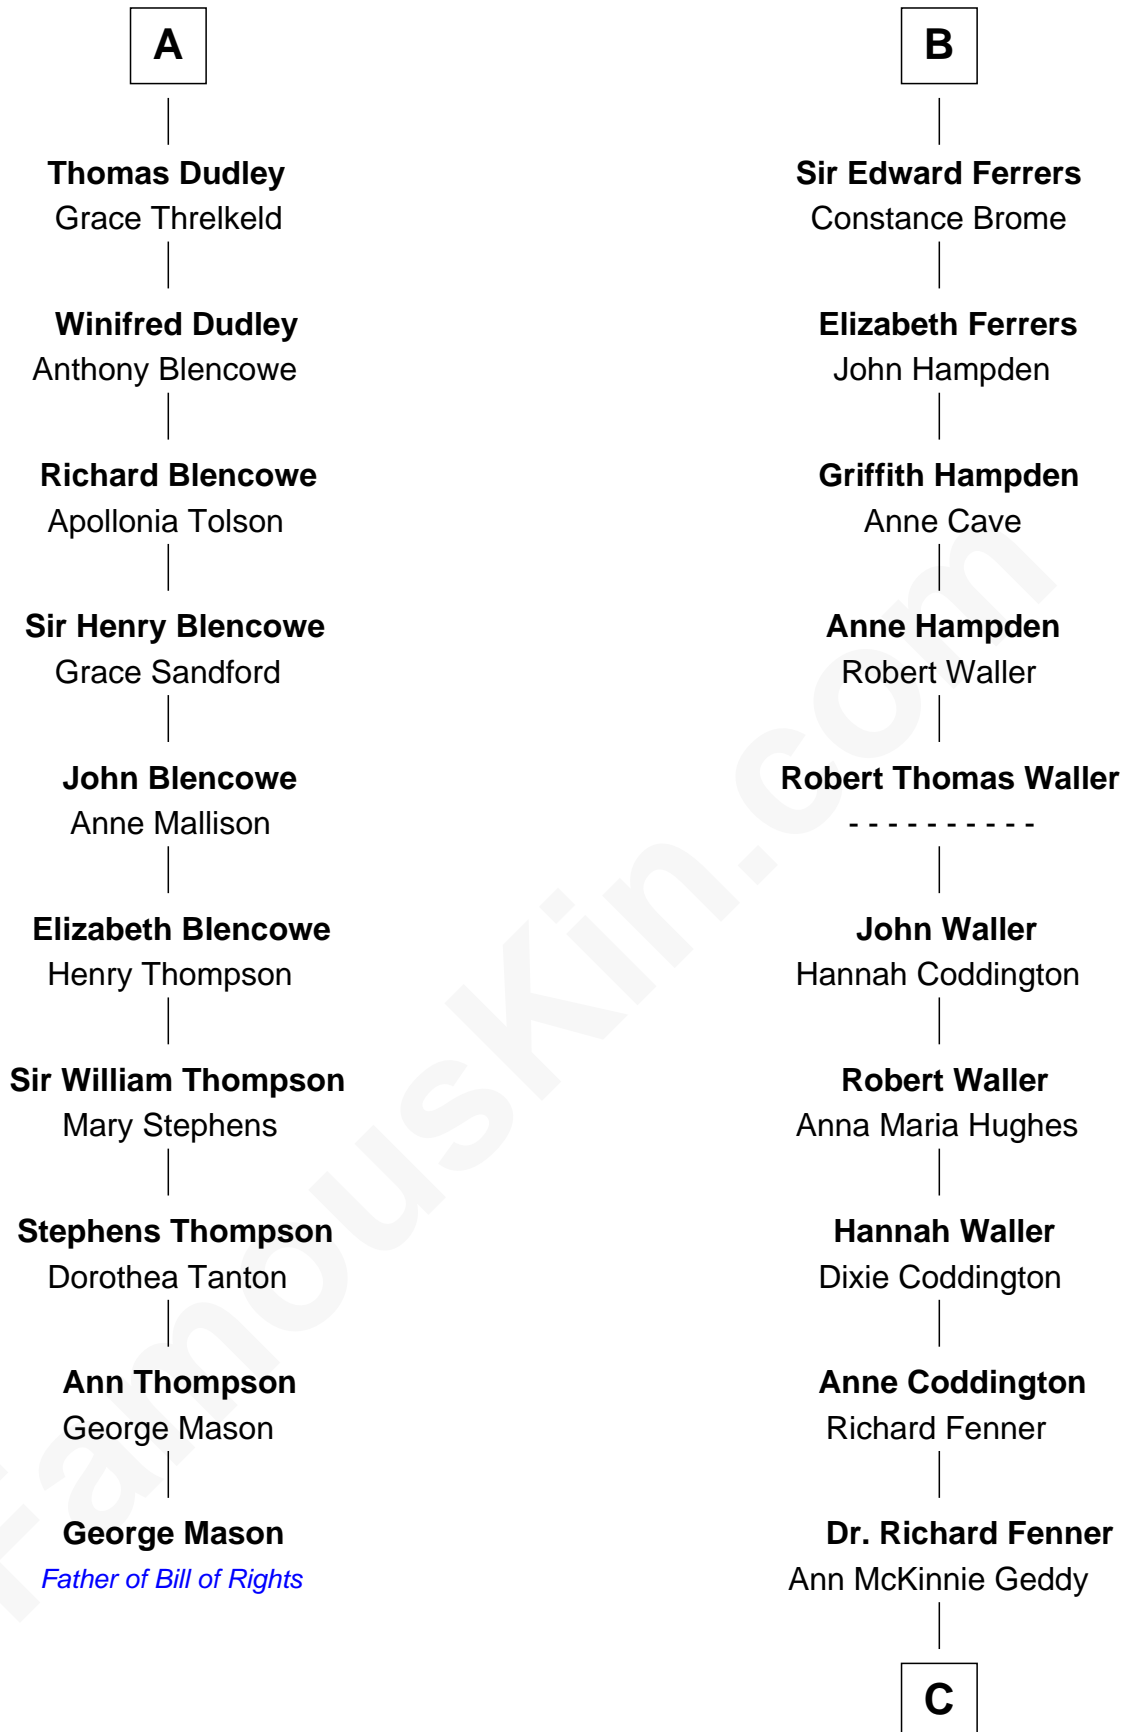 A
Thomas Dudley
Grace Threlkeld
Winifred Dudley
Anthony Blencowe
Richard Blencowe
Apollonia Tolson
Sir Henry Blencowe
Grace Sandford
John Blencowe
Anne Mallison
Elizabeth Blencowe
Henry Thompson
Sir William Thompson
Mary Stephens
Stephens Thompson
Dorothea Tanton
Ann Thompson
George Mason
George Mason
Father of Bill of Rights
B
Sir Edward Ferrers
Constance Brome
Elizabeth Ferrers
John Hampden
Griffith Hampden
Anne Cave
Anne Hampden
Robert Waller
Robert Thomas Waller
- - - - - - - - - -
John Waller
Hannah Coddington
Robert Waller
Anna Maria Hughes
Hannah Waller
Dixie Coddington
Anne Coddington
Richard Fenner
Dr. Richard Fenner
Ann McKinnie Geddy
C
FamousKin.com